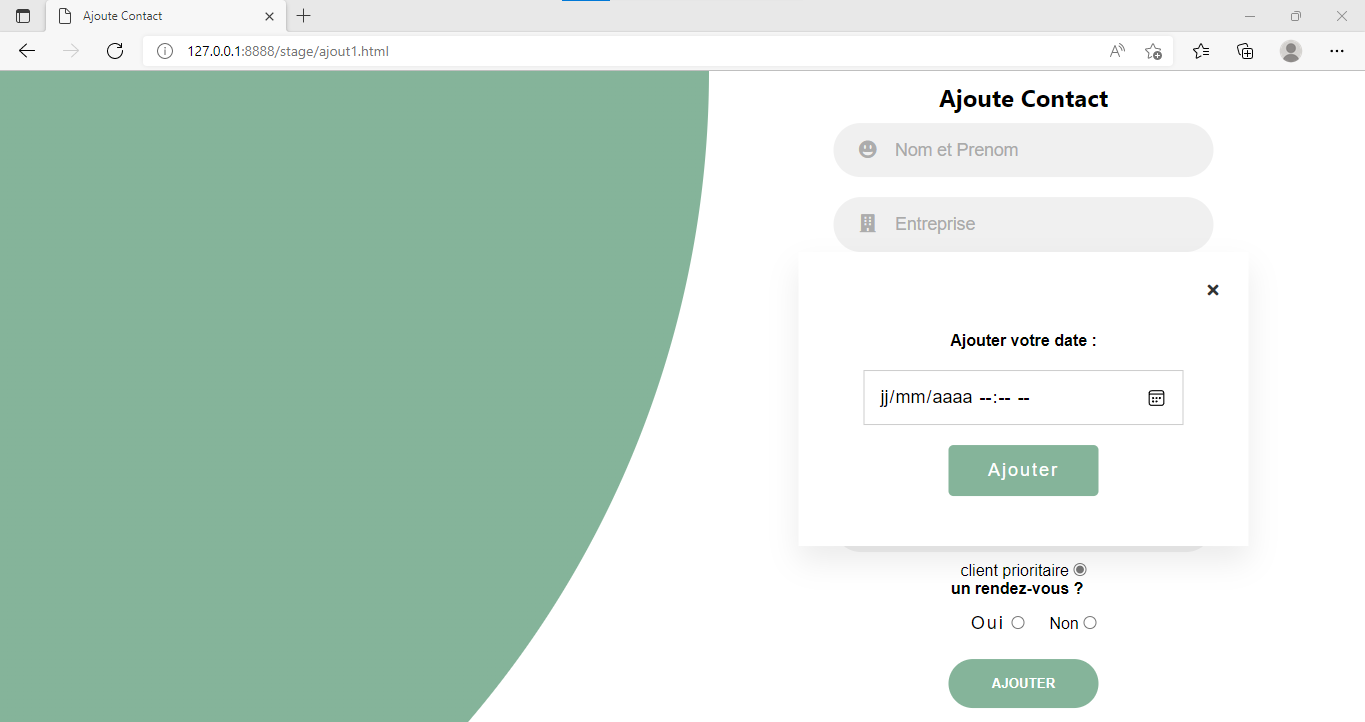 Ajoute Contact
127.0.0.1:8888/stage/ajout1.html
Ajoute Contact
Nom et Prenom
Entreprise
Ajouter votre date :
jj/mm/aaaa --:-- --
Ajouter
client prioritaire
un rendez-vous ?
Oui Non
AJOUTER